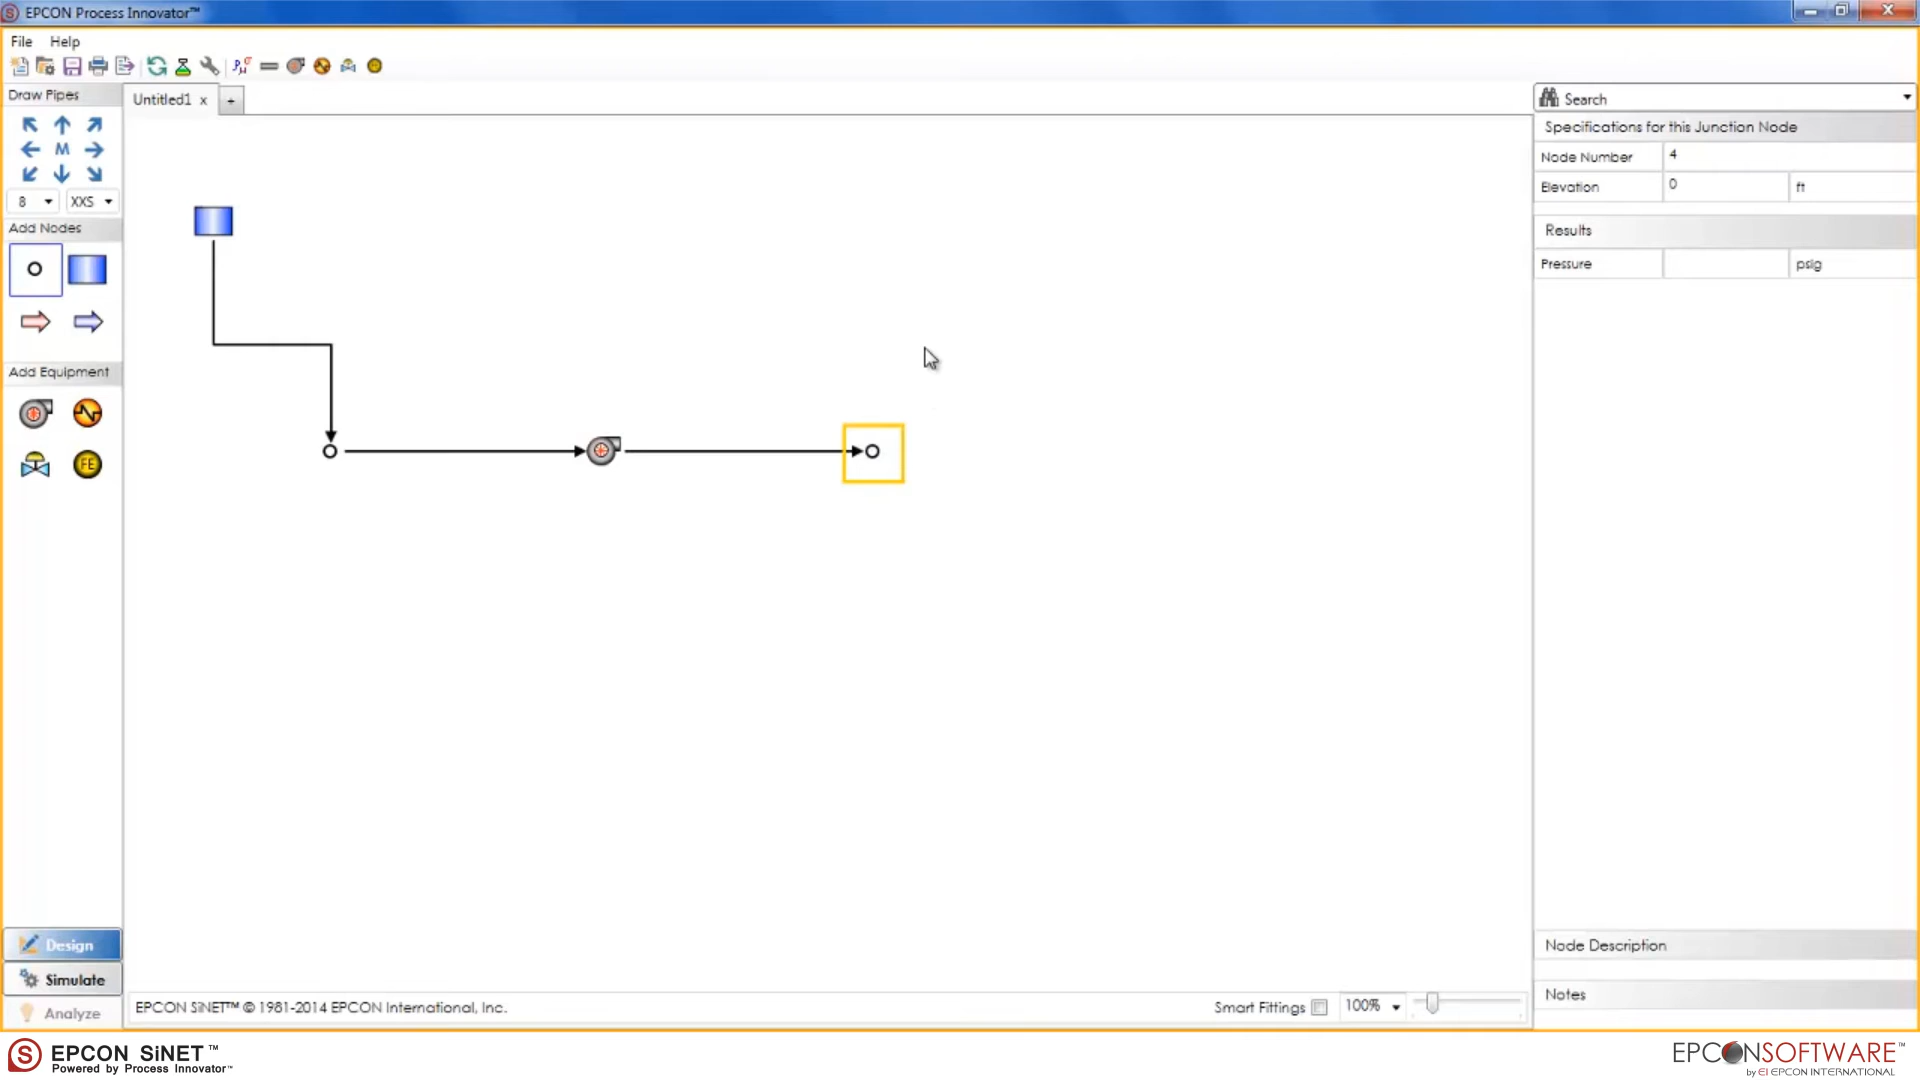 EPCON Process Innovator™
File Help
Draw Pipes
M
8 XXS
Add Nodes
Add Equipment
FE
Design
Simulate
Analyze
Untitled1 x +
EPCON SiNET™ © 1981-2014 EPCON International, Inc.
Smart Fittings 100%
Search
Specifications for this Junction Node
Node Number 4
Elevation 0 ft
Results
Pressure psig
Node Description
Notes
EPCON SiNET™
Powered by Process Innovator™
EPCONSOFTWARE™
by EI EPCON INTERNATIONAL